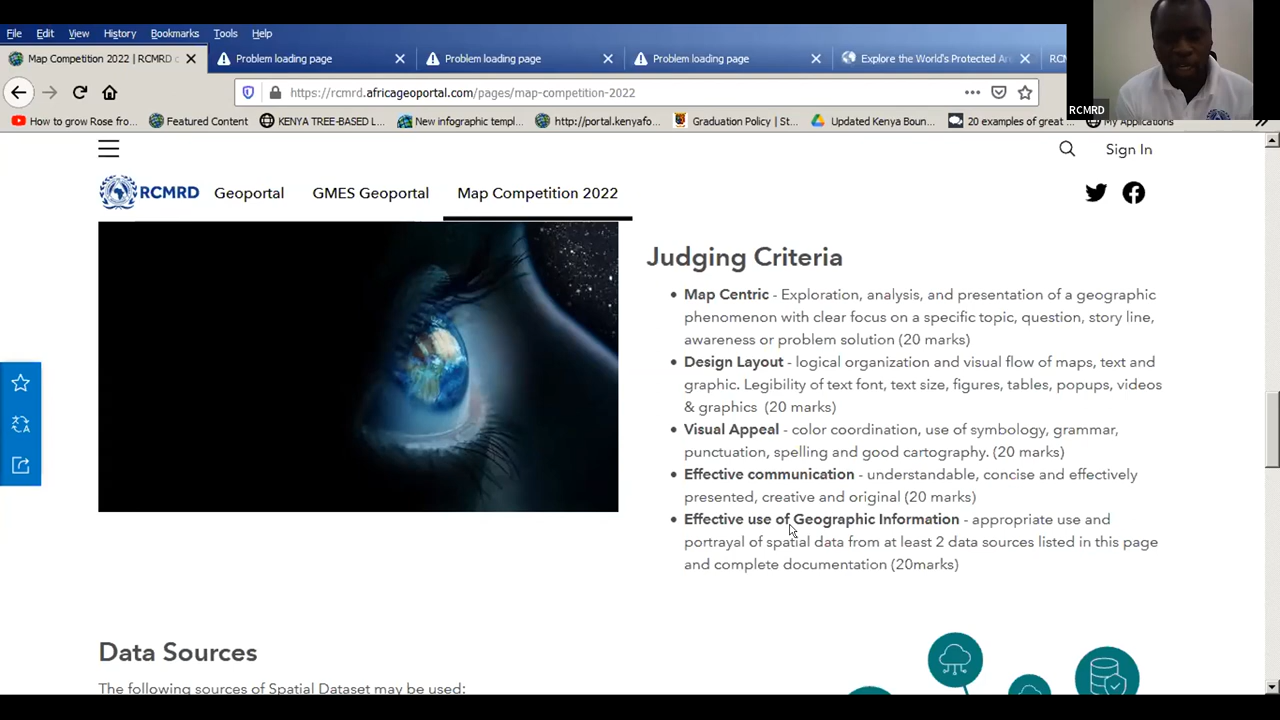 File Edit View History Bookmarks Tools Help
Map Competition 2022 | RCMRD Problem loading page Problem loading page Problem loading page Explore the World's Protected Ar
https://rcmrd.africageoportal.com/pages/map-competition-2022
RCMRD
How to grow Rose fro... Featured Content KENYA TREE-BASED L... New infographic templ... http://portal.kenyafo... Graduation Policy | St... Updated Kenya Boun... 20 examples of great ... My Applications
Sign In
RCMRD Geoportal GMES Geoportal Map Competition 2022
Judging Criteria
• Map Centric - Exploration, analysis, and presentation of a geographic
phenomenon with clear focus on a specific topic, question, story line,
awareness or problem solution (20 marks)
• Design Layout - logical organization and visual flow of maps, text and
graphic. Legibility of text font, text size, figures, tables, popups, videos
& graphics (20 marks)
• Visual Appeal - color coordination, use of symbology, grammar,
punctuation, spelling and good cartography. (20 marks)
• Effective communication - understandable, concise and effectively
presented, creative and original (20 marks)
• Effective use of Geographic Information - appropriate use and
portrayal of spatial data from at least 2 data sources listed in this page
and complete documentation (20marks)
Data Sources
The following sources of Spatial Dataset may be used: